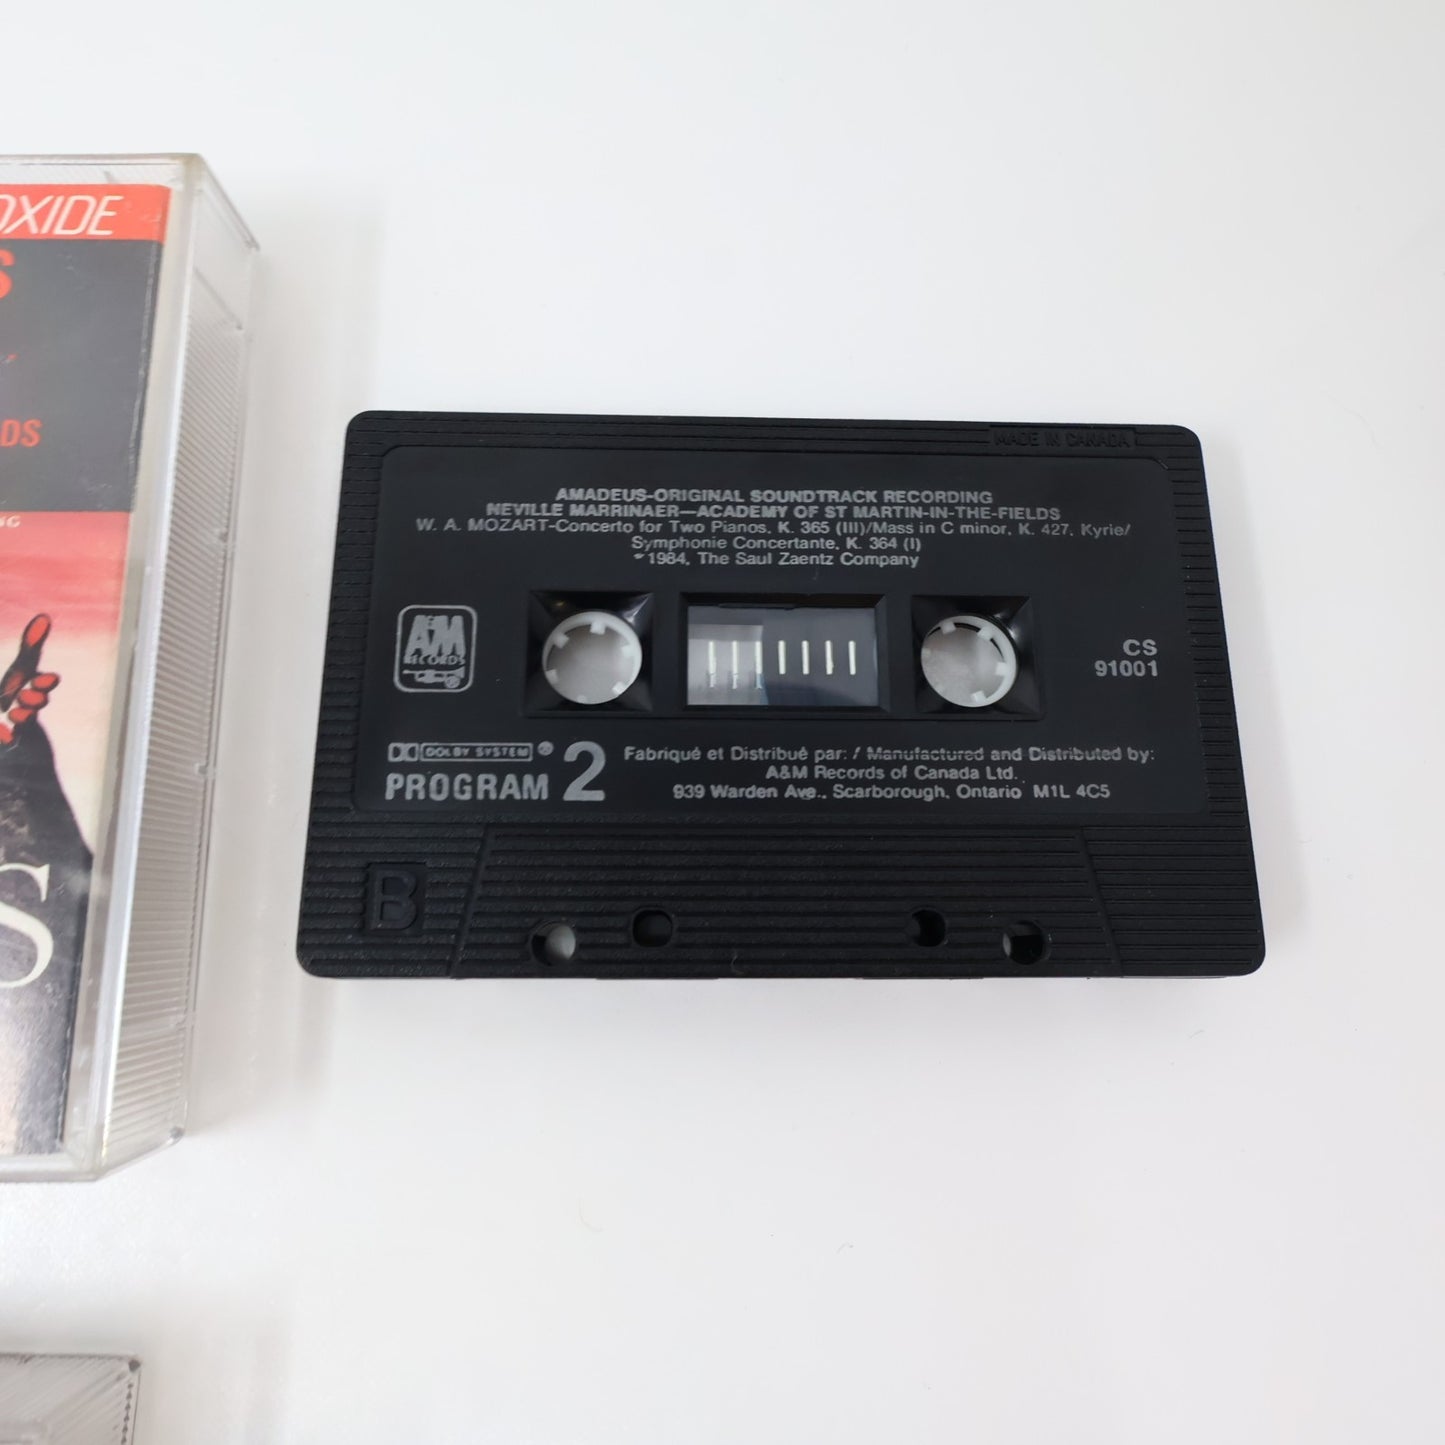 OXIDE
S
DS
NG
S
MADE IN CANADA
AMADEUS-ORIGINAL SOUNDTRACK RECORDING
NEVILLE MARRINAER—ACADEMY OF ST MARTIN-IN-THE-FIELDS
W. A. MOZART-Concerto for Two Pianos, K. 365 (III)/Mass in C minor, K. 427, Kyrie/
Symphonie Concertante, K. 364 (I)
℗1984, The Saul Zaentz Company
A&M
RECORDS
®
CS
91001
DOLBY SYSTEM ®
PROGRAM 2
Fabriqué et Distribué par: / Manufactured and Distributed by:
A&M Records of Canada Ltd.
939 Warden Ave., Scarborough, Ontario M1L 4C5
B